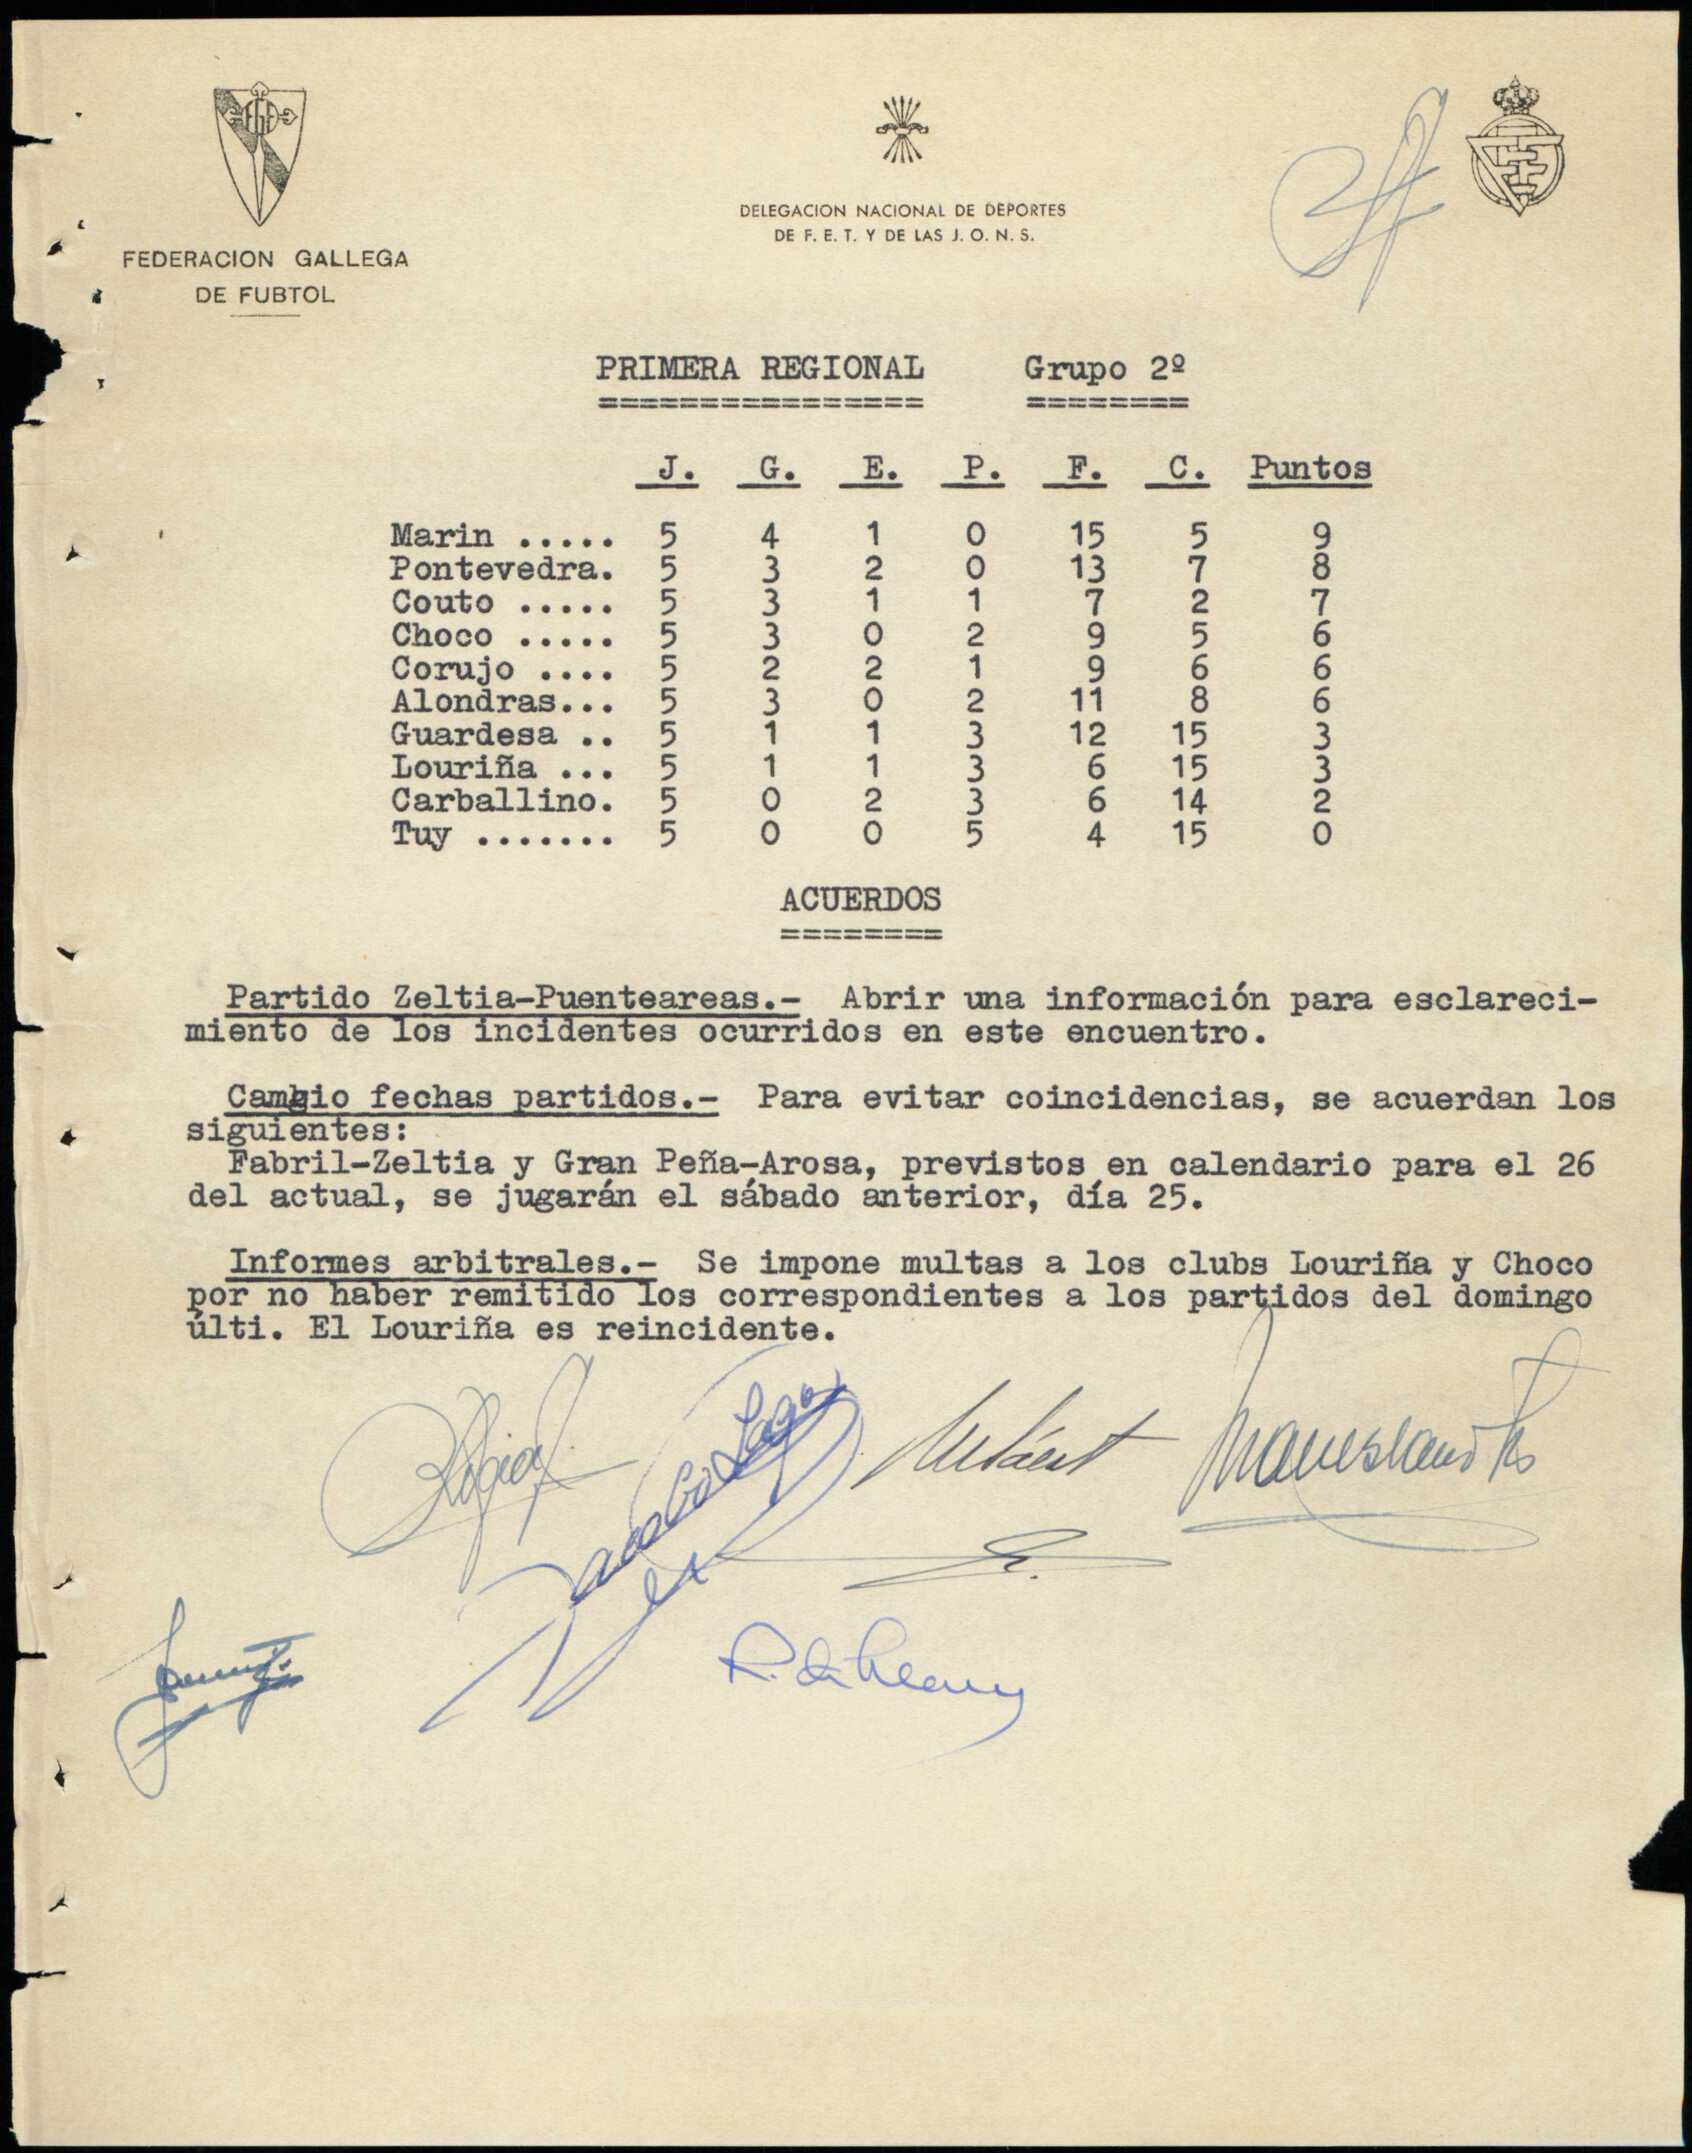 FEDERACION GALLEGA
DE FUBTOL
DELEGACION NACIONAL DE DEPORTES
DE F. E. T. Y DE LAS J. O. N. S.
PRIMERA REGIONAL Grupo 2º
================ ========
J. G. E. P. F. C. Puntos
Marin ..... 5 4 1 0 15 5 9
Pontevedra. 5 3 2 0 13 7 8
Couto ..... 5 3 1 1 7 2 7
Choco ..... 5 3 0 2 9 5 6
Corujo .... 5 2 2 1 9 6 6
Alondras... 5 3 0 2 11 8 6
Guardesa .. 5 1 1 3 12 15 3
Louriña ... 5 1 1 3 6 15 3
Carballino. 5 0 2 3 6 14 2
Tuy ....... 5 0 0 5 4 15 0
ACUERDOS
========
Partido Zeltia-Puenteareas.- Abrir una información para esclareci-
miento de los incidentes ocurridos en este encuentro.
Cambio fechas partidos.- Para evitar coincidencias, se acuerdan los
siguientes:
Fabril-Zeltia y Gran Peña-Arosa, previstos en calendario para el 26
del actual, se jugarán el sábado anterior, día 25.
Informes arbitrales.- Se impone multas a los clubs Louriña y Choco
por no haber remitido los correspondientes a los partidos del domingo
últi. El Louriña es reincidente.